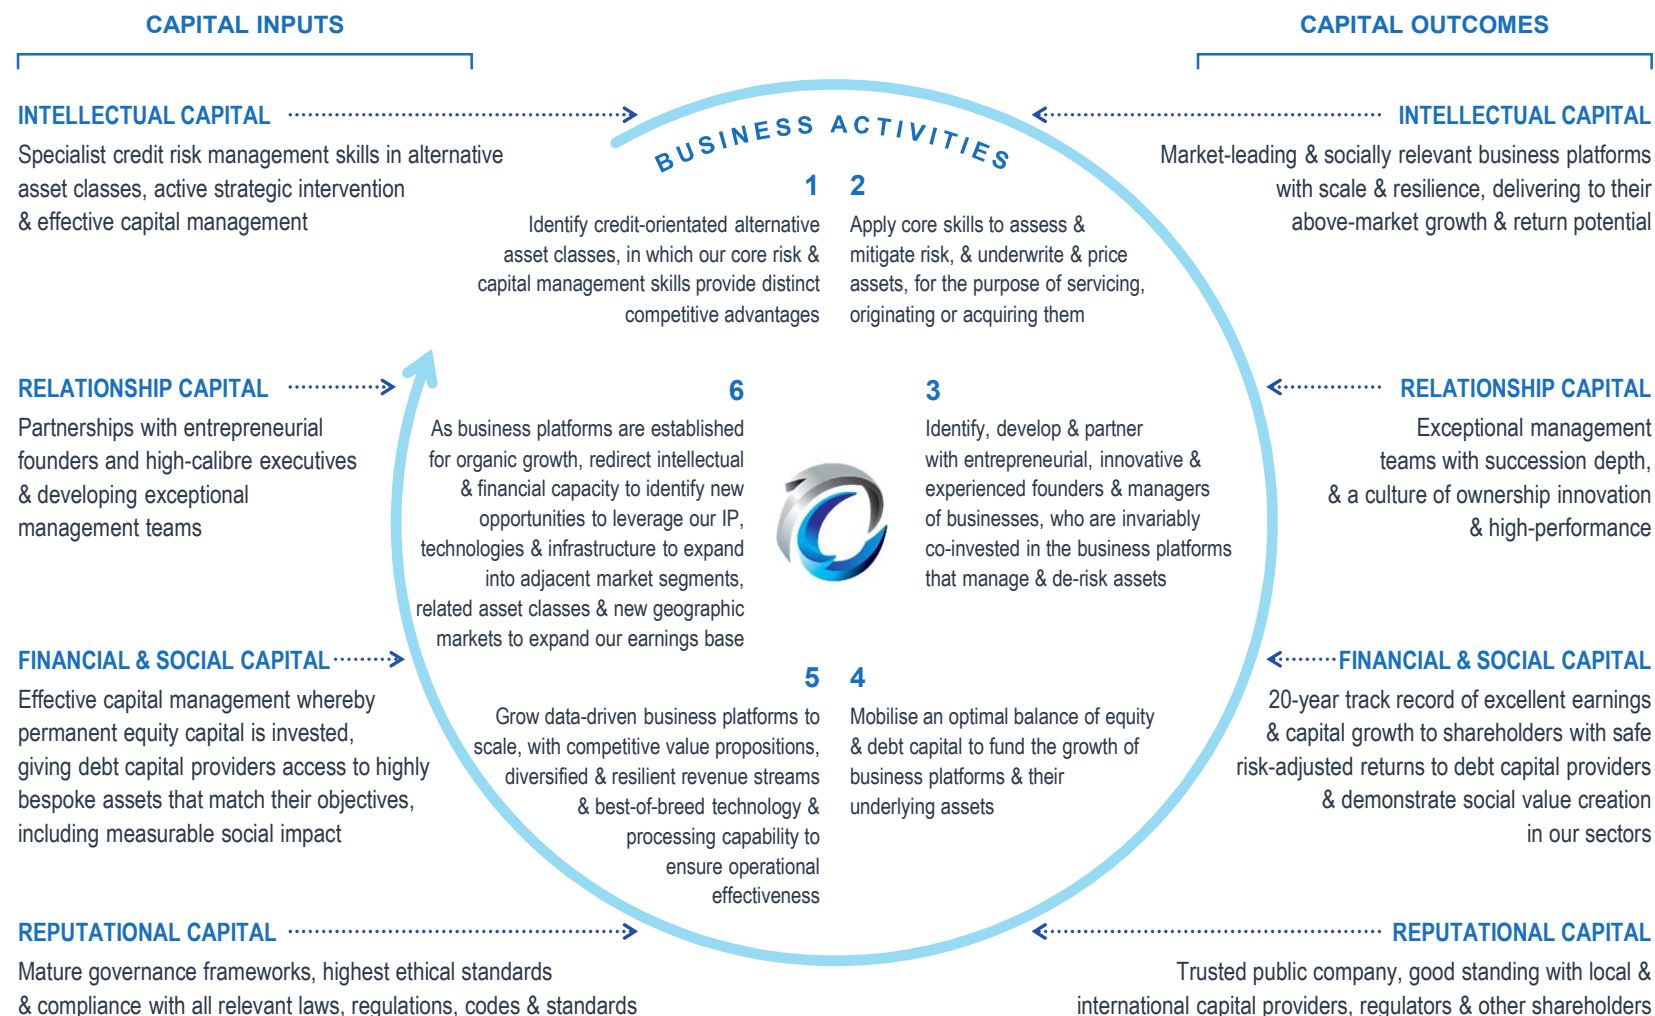 CAPITAL INPUTS
CAPITAL OUTCOMES
INTELLECTUAL CAPITAL
Specialist credit risk management skills in alternative
asset classes, active strategic intervention
& effective capital management
RELATIONSHIP CAPITAL
Partnerships with entrepreneurial
founders and high-calibre executives
& developing exceptional
management teams
FINANCIAL & SOCIAL CAPITAL
Effective capital management whereby
permanent equity capital is invested,
giving debt capital providers access to highly
bespoke assets that match their objectives,
including measurable social impact
REPUTATIONAL CAPITAL
Mature governance frameworks, highest ethical standards
& compliance with all relevant laws, regulations, codes & standards
BUSINESS ACTIVITIES
1
Identify credit-orientated alternative
asset classes, in which our core risk &
capital management skills provide distinct
competitive advantages
2
Apply core skills to assess &
mitigate risk, & underwrite & price
assets, for the purpose of servicing,
originating or acquiring them
3
Identify, develop & partner
with entrepreneurial, innovative &
experienced founders & managers
of businesses, who are invariably
co-invested in the business platforms
that manage & de-risk assets
4
Mobilise an optimal balance of equity
& debt capital to fund the growth of
business platforms & their
underlying assets
5
Grow data-driven business platforms to
scale, with competitive value propositions,
diversified & resilient revenue streams
& best-of-breed technology &
processing capability to
ensure operational
effectiveness
6
As business platforms are established
for organic growth, redirect intellectual
& financial capacity to identify new
opportunities to leverage our IP,
technologies & infrastructure to expand
into adjacent market segments,
related asset classes & new geographic
markets to expand our earnings base
INTELLECTUAL CAPITAL
Market-leading & socially relevant business platforms
with scale & resilience, delivering to their
above-market growth & return potential
RELATIONSHIP CAPITAL
Exceptional management
teams with succession depth,
& a culture of ownership innovation
& high-performance
FINANCIAL & SOCIAL CAPITAL
20-year track record of excellent earnings
& capital growth to shareholders with safe
risk-adjusted returns to debt capital providers
& demonstrate social value creation
in our sectors
REPUTATIONAL CAPITAL
Trusted public company, good standing with local &
international capital providers, regulators & other shareholders